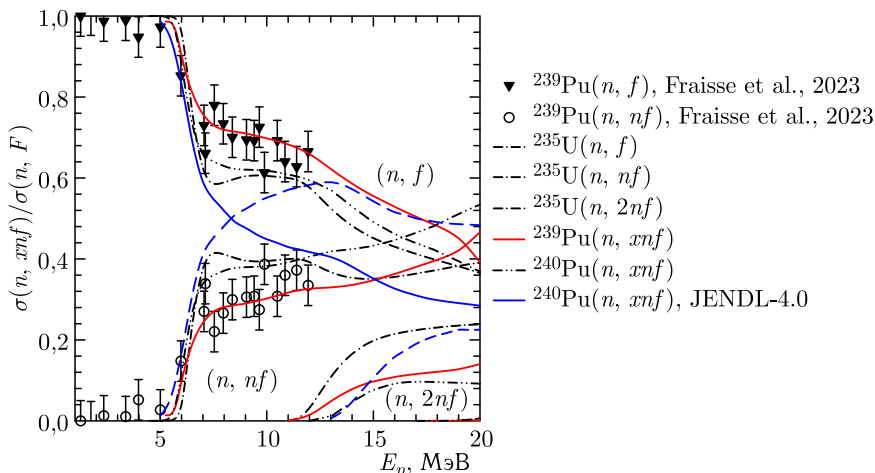 σ(n, xnf)/σ(n, F)
1,0
0,8
0,6
0,4
0,2
0,0
5
10
15
20
E_n, МэВ
(n, f)
(n, nf)
(n, 2nf)
²³⁹Pu(n, f), Fraisse et al., 2023
²³⁹Pu(n, nf), Fraisse et al., 2023
²³⁵U(n, f)
²³⁵U(n, nf)
²³⁵U(n, 2nf)
²³⁹Pu(n, xnf)
²⁴⁰Pu(n, xnf)
²⁴⁰Pu(n, xnf), JENDL-4.0